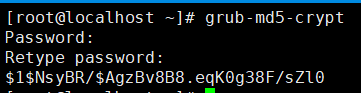 [root@localhost ~]# grub-md5-crypt
Password:
Retype password:
$1$NsyBR/$AgzBv8B8.eqK0g38F/sZl0